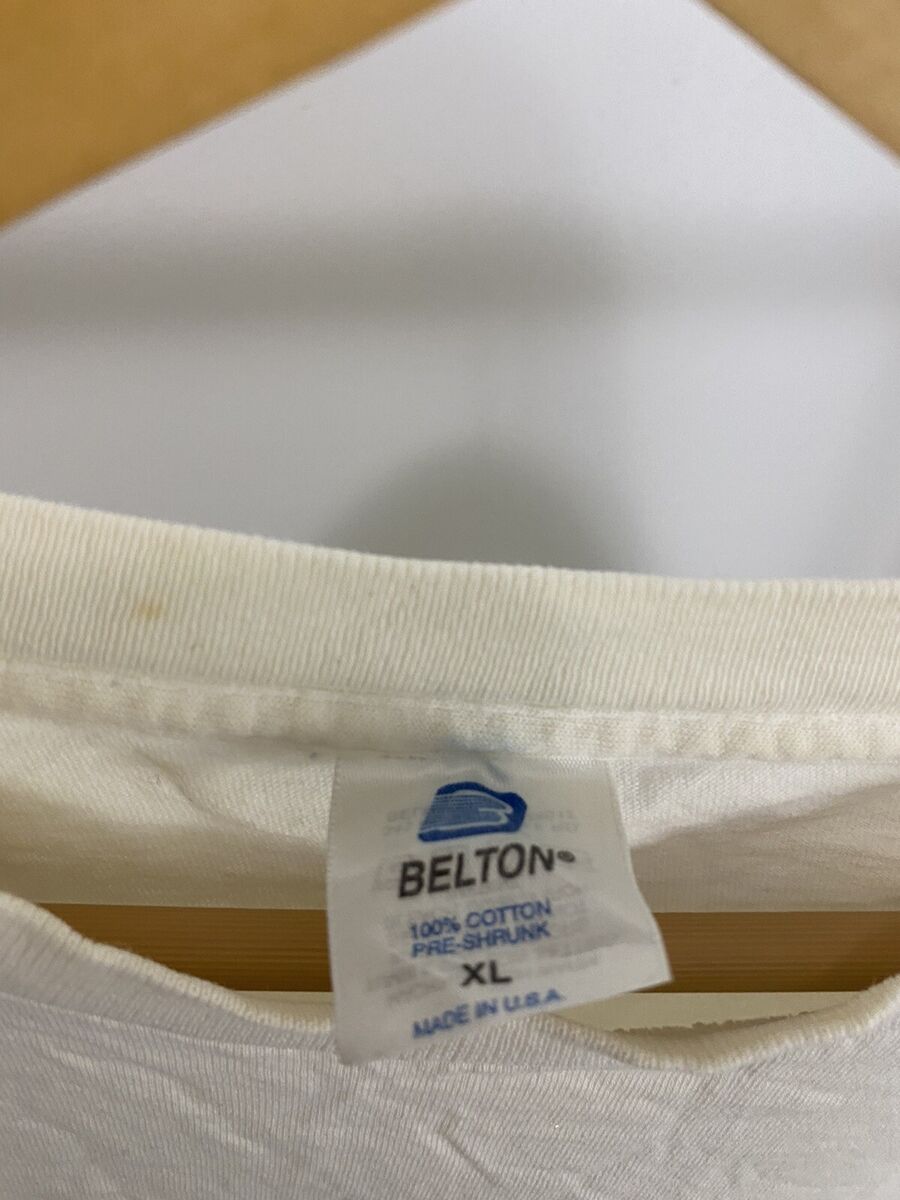 BELTON®
100% COTTON
PRE-SHRUNK
XL
MADE IN U.S.A.